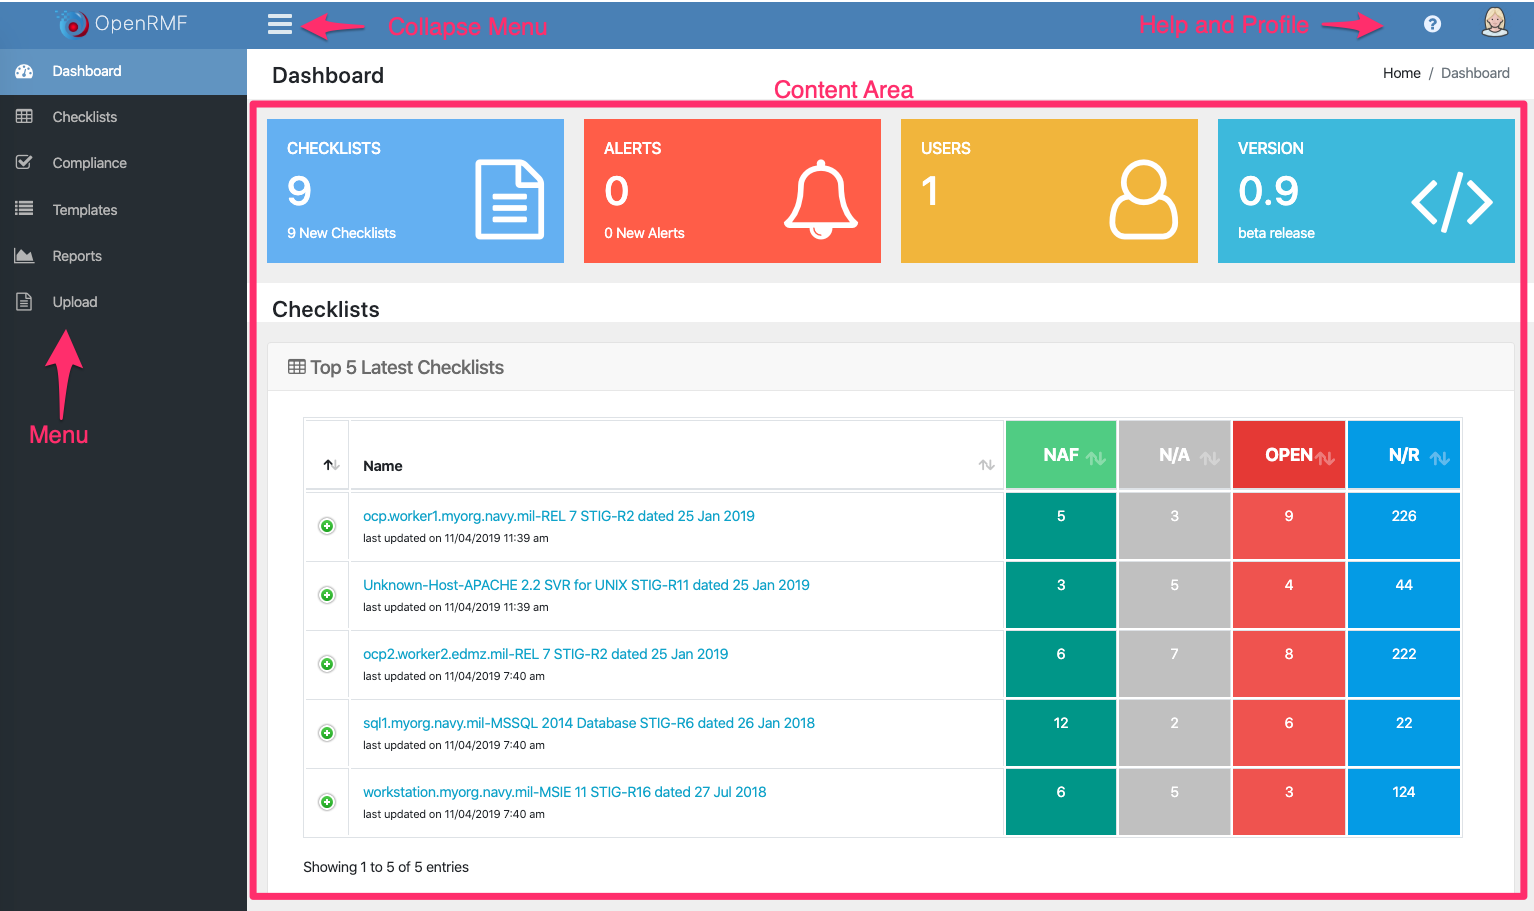 OpenRMF
Collapse Menu
Help and Profile
Dashboard
Checklists
Compliance
Templates
Reports
Upload
Menu
Dashboard
Home / Dashboard
Content Area
CHECKLISTS
9
9 New Checklists
ALERTS
0
0 New Alerts
USERS
1
VERSION
0.9
beta release
Checklists
Top 5 Latest Checklists
Name NAF N/A OPEN N/R
ocp.worker1.myorg.navy.mil-REL 7 STIG-R2 dated 25 Jan 2019 5 3 9 226
last updated on 11/04/2019 11:39 am
Unknown-Host-APACHE 2.2 SVR for UNIX STIG-R11 dated 25 Jan 2019 3 5 4 44
last updated on 11/04/2019 11:39 am
ocp2.worker2.edmz.mil-REL 7 STIG-R2 dated 25 Jan 2019 6 7 8 222
last updated on 11/04/2019 7:40 am
sql1.myorg.navy.mil-MSSQL 2014 Database STIG-R6 dated 26 Jan 2018 12 2 6 22
last updated on 11/04/2019 7:40 am
workstation.myorg.navy.mil-MSIE 11 STIG-R16 dated 27 Jul 2018 6 5 3 124
last updated on 11/04/2019 7:40 am
Showing 1 to 5 of 5 entries